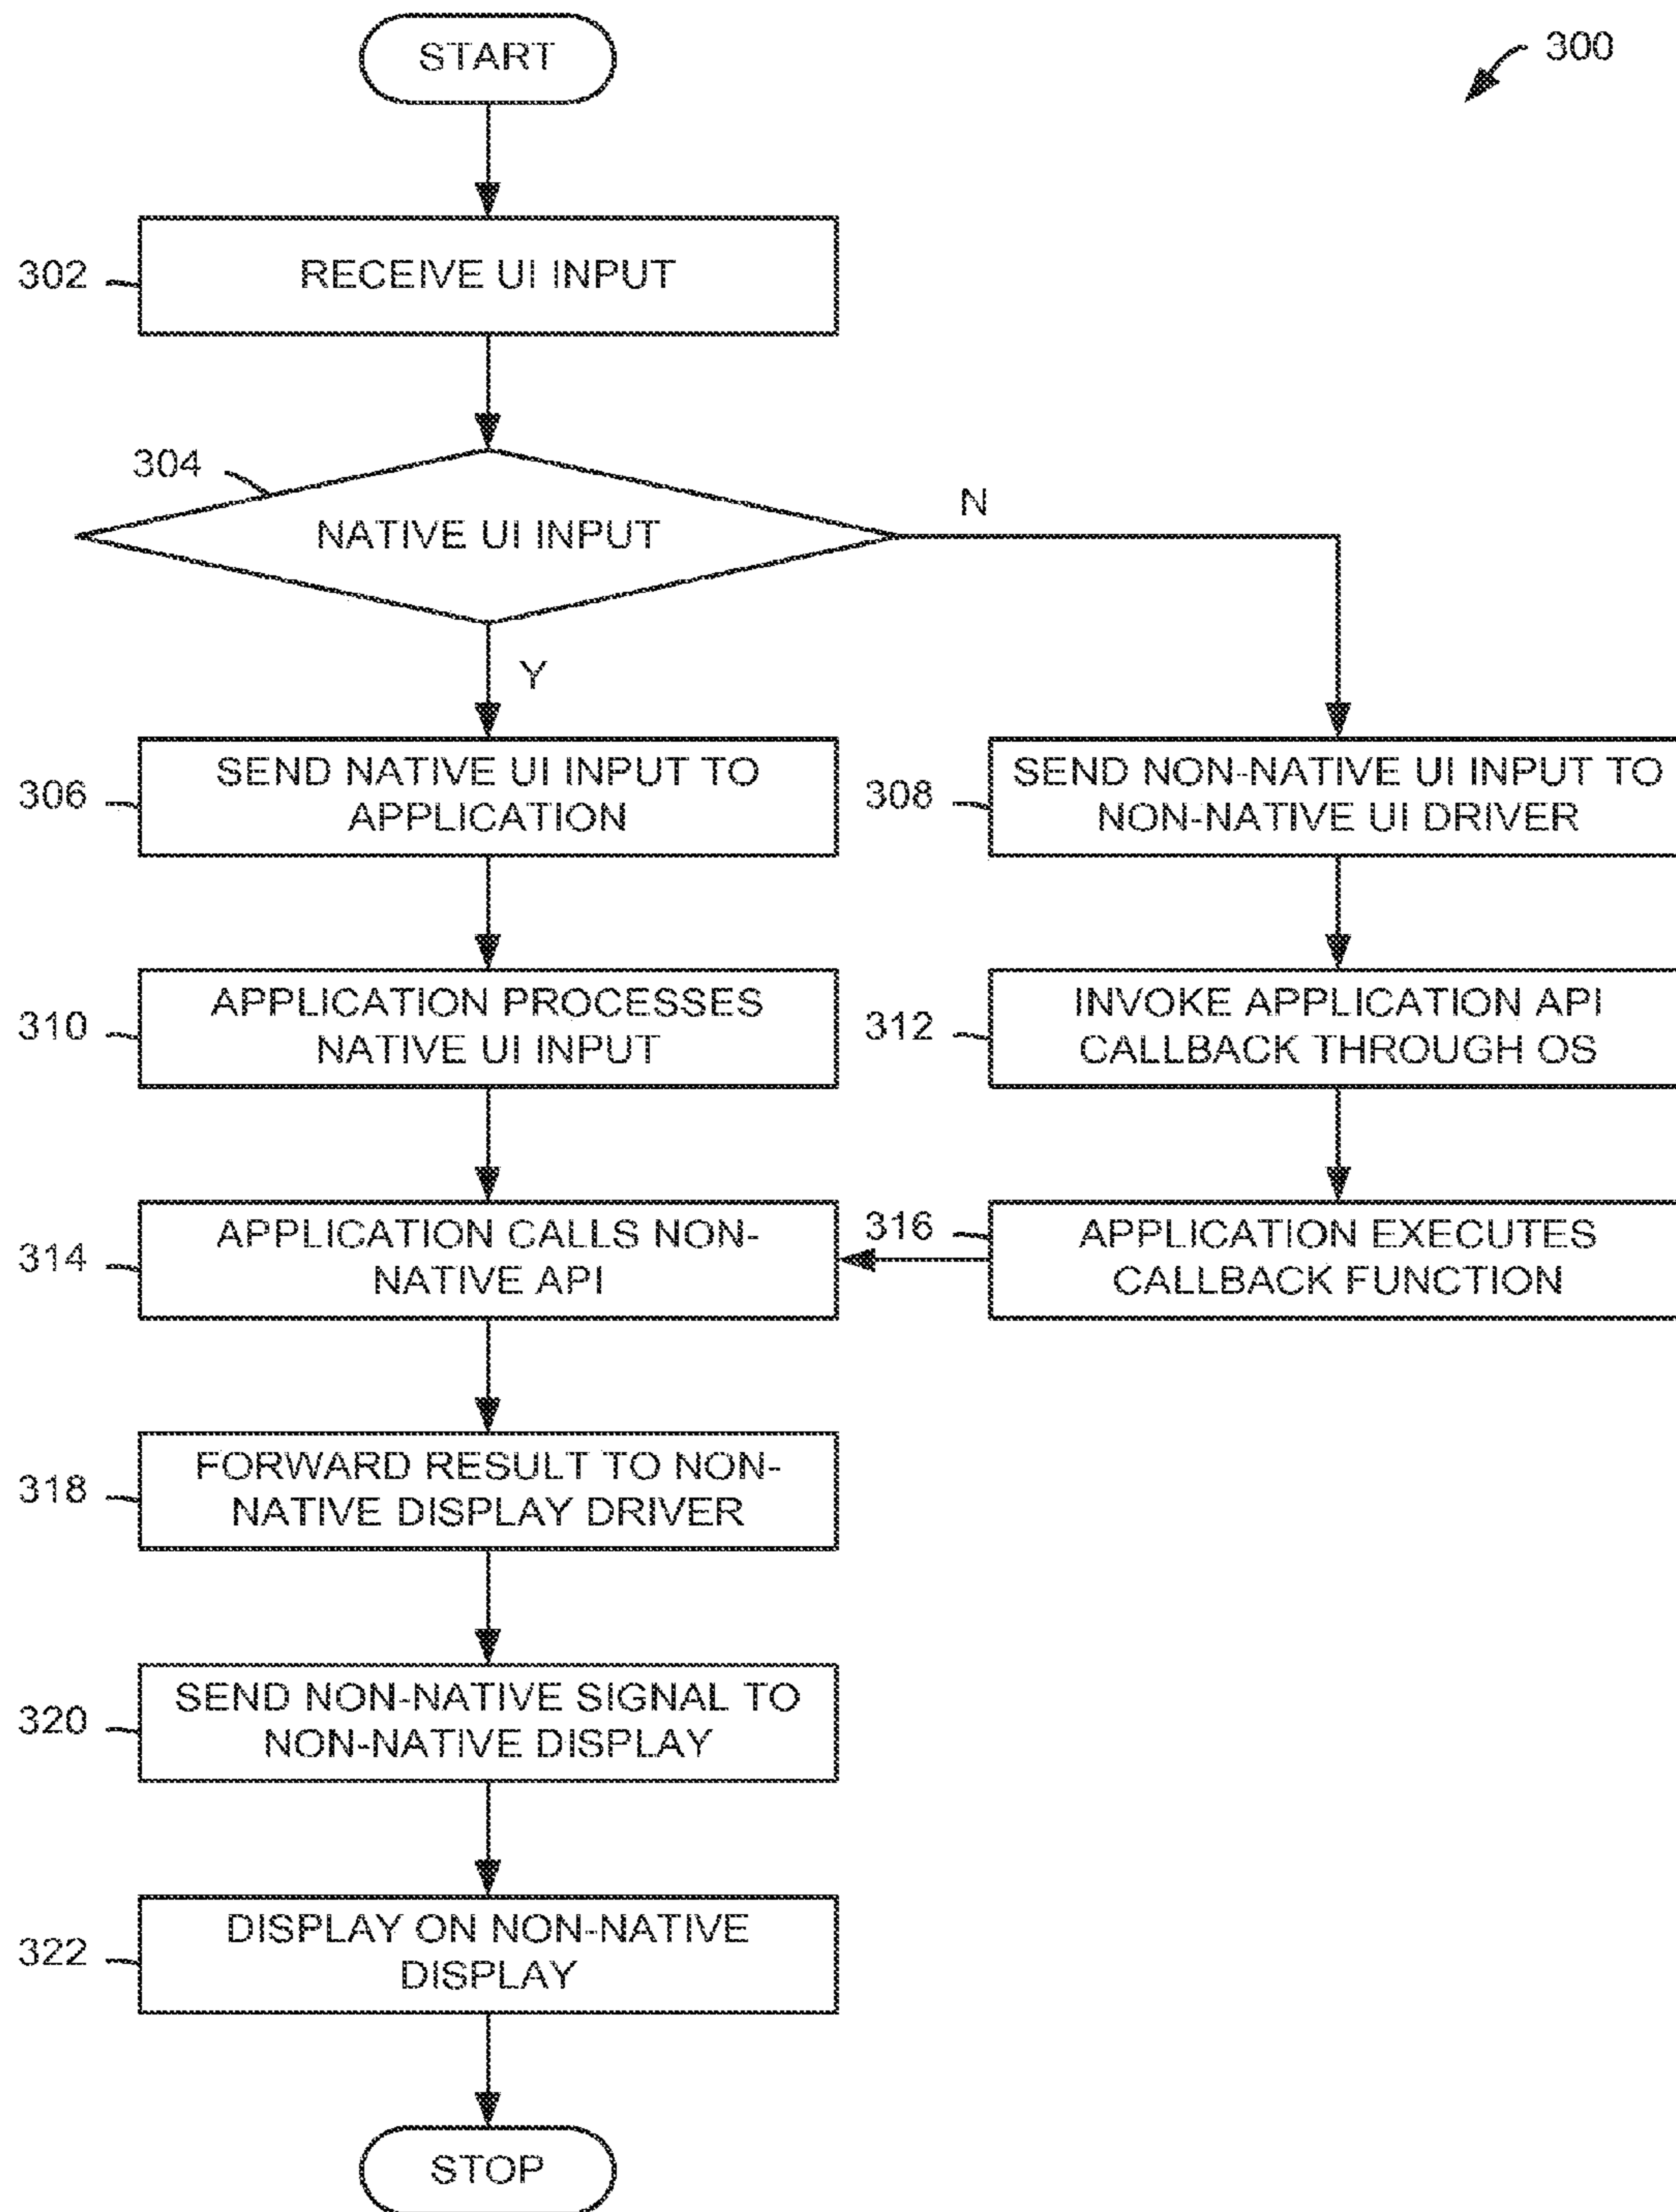 START
300
302
RECEIVE UI INPUT
304
NATIVE UI INPUT
N
Y
306
SEND NATIVE UI INPUT TO
APPLICATION
308
SEND NON-NATIVE UI INPUT TO
NON-NATIVE UI DRIVER
310
APPLICATION PROCESSES
NATIVE UI INPUT
312
INVOKE APPLICATION API
CALLBACK THROUGH OS
314
APPLICATION CALLS NON-
NATIVE API
316
APPLICATION EXECUTES
CALLBACK FUNCTION
318
FORWARD RESULT TO NON-
NATIVE DISPLAY DRIVER
320
SEND NON-NATIVE SIGNAL TO
NON-NATIVE DISPLAY
322
DISPLAY ON NON-NATIVE
DISPLAY
STOP